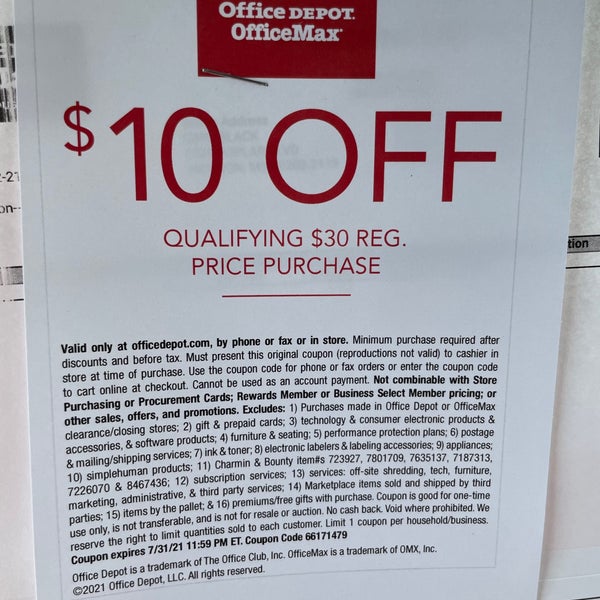 Office DEPOT.
OfficeMax
$10 OFF
QUALIFYING $30 REG.
PRICE PURCHASE
Valid only at officedepot.com, by phone or fax or in store. Minimum purchase required after
discounts and before tax. Must present this original coupon (reproductions not valid) to cashier in
store at time of purchase. Use the coupon code for phone or fax orders or enter the coupon code
to cart online at checkout. Cannot be used as an account payment. Not combinable with Store
Purchasing or Procurement Cards; Rewards Member or Business Select Member pricing; or
other sales, offers, and promotions. Excludes: 1) Purchases made in Office Depot or OfficeMax
clearance/closing stores; 2) gift & prepaid cards; 3) technology & consumer electronic products &
accessories, & software products; 4) furniture & seating; 5) performance protection plans; 6) postage
& mailing/shipping services; 7) ink & toner; 8) electronic labelers & labeling accessories; 9) appliances;
10) simplehuman products; 11) Charmin & Bounty item#s 723927, 7801709, 7635137, 7187313,
7226070 & 8467436; 12) subscription services; 13) services: off-site shredding, tech, furniture,
marketing, administrative, & third party services; 14) Marketplace items sold and shipped by third
parties; 15) items by the pallet; & 16) premiums/free gifts with purchase. Coupon is good for one-time
use only, is not transferable, and is not for resale or auction. No cash back. Void where prohibited. We
reserve the right to limit quantities sold to each customer. Limit 1 coupon per household/business.
Coupon expires 7/31/21 11:59 PM ET. Coupon Code 66171479
Office Depot is a trademark of The Office Club, Inc. OfficeMax is a trademark of OMX, Inc.
©2021 Office Depot, LLC. All rights reserved.